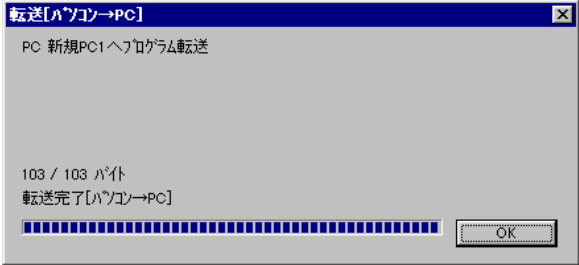 転送[ﾊﾟｿｺﾝ→PC]
PC 新規PC1へﾌﾟﾛｸﾞﾗﾑ転送
103 / 103 ﾊﾞｲﾄ
転送完了[ﾊﾟｿｺﾝ→PC]
OK